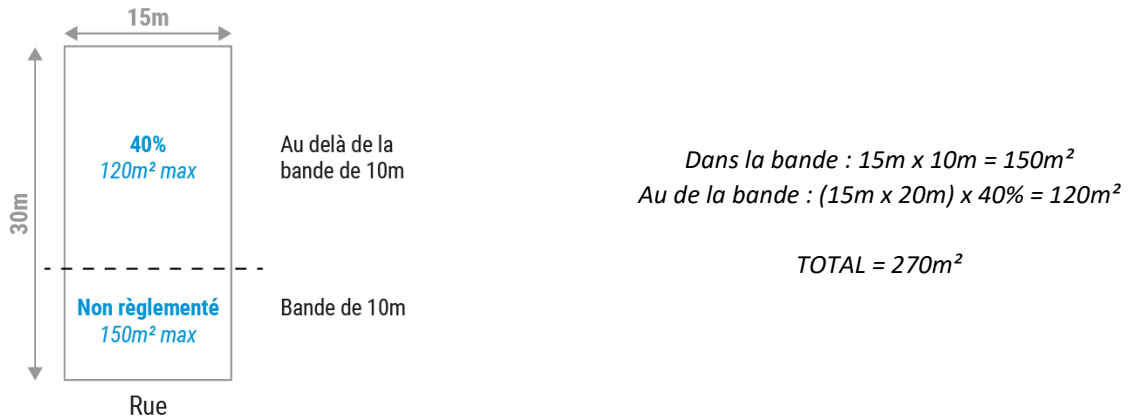 15m
30m
40%
120m² max
Au delà de la
bande de 10m
Non règlementé
150m² max
Bande de 10m
Rue
Dans la bande : 15m x 10m = 150m²
Au de la bande : (15m x 20m) x 40% = 120m²
TOTAL = 270m²